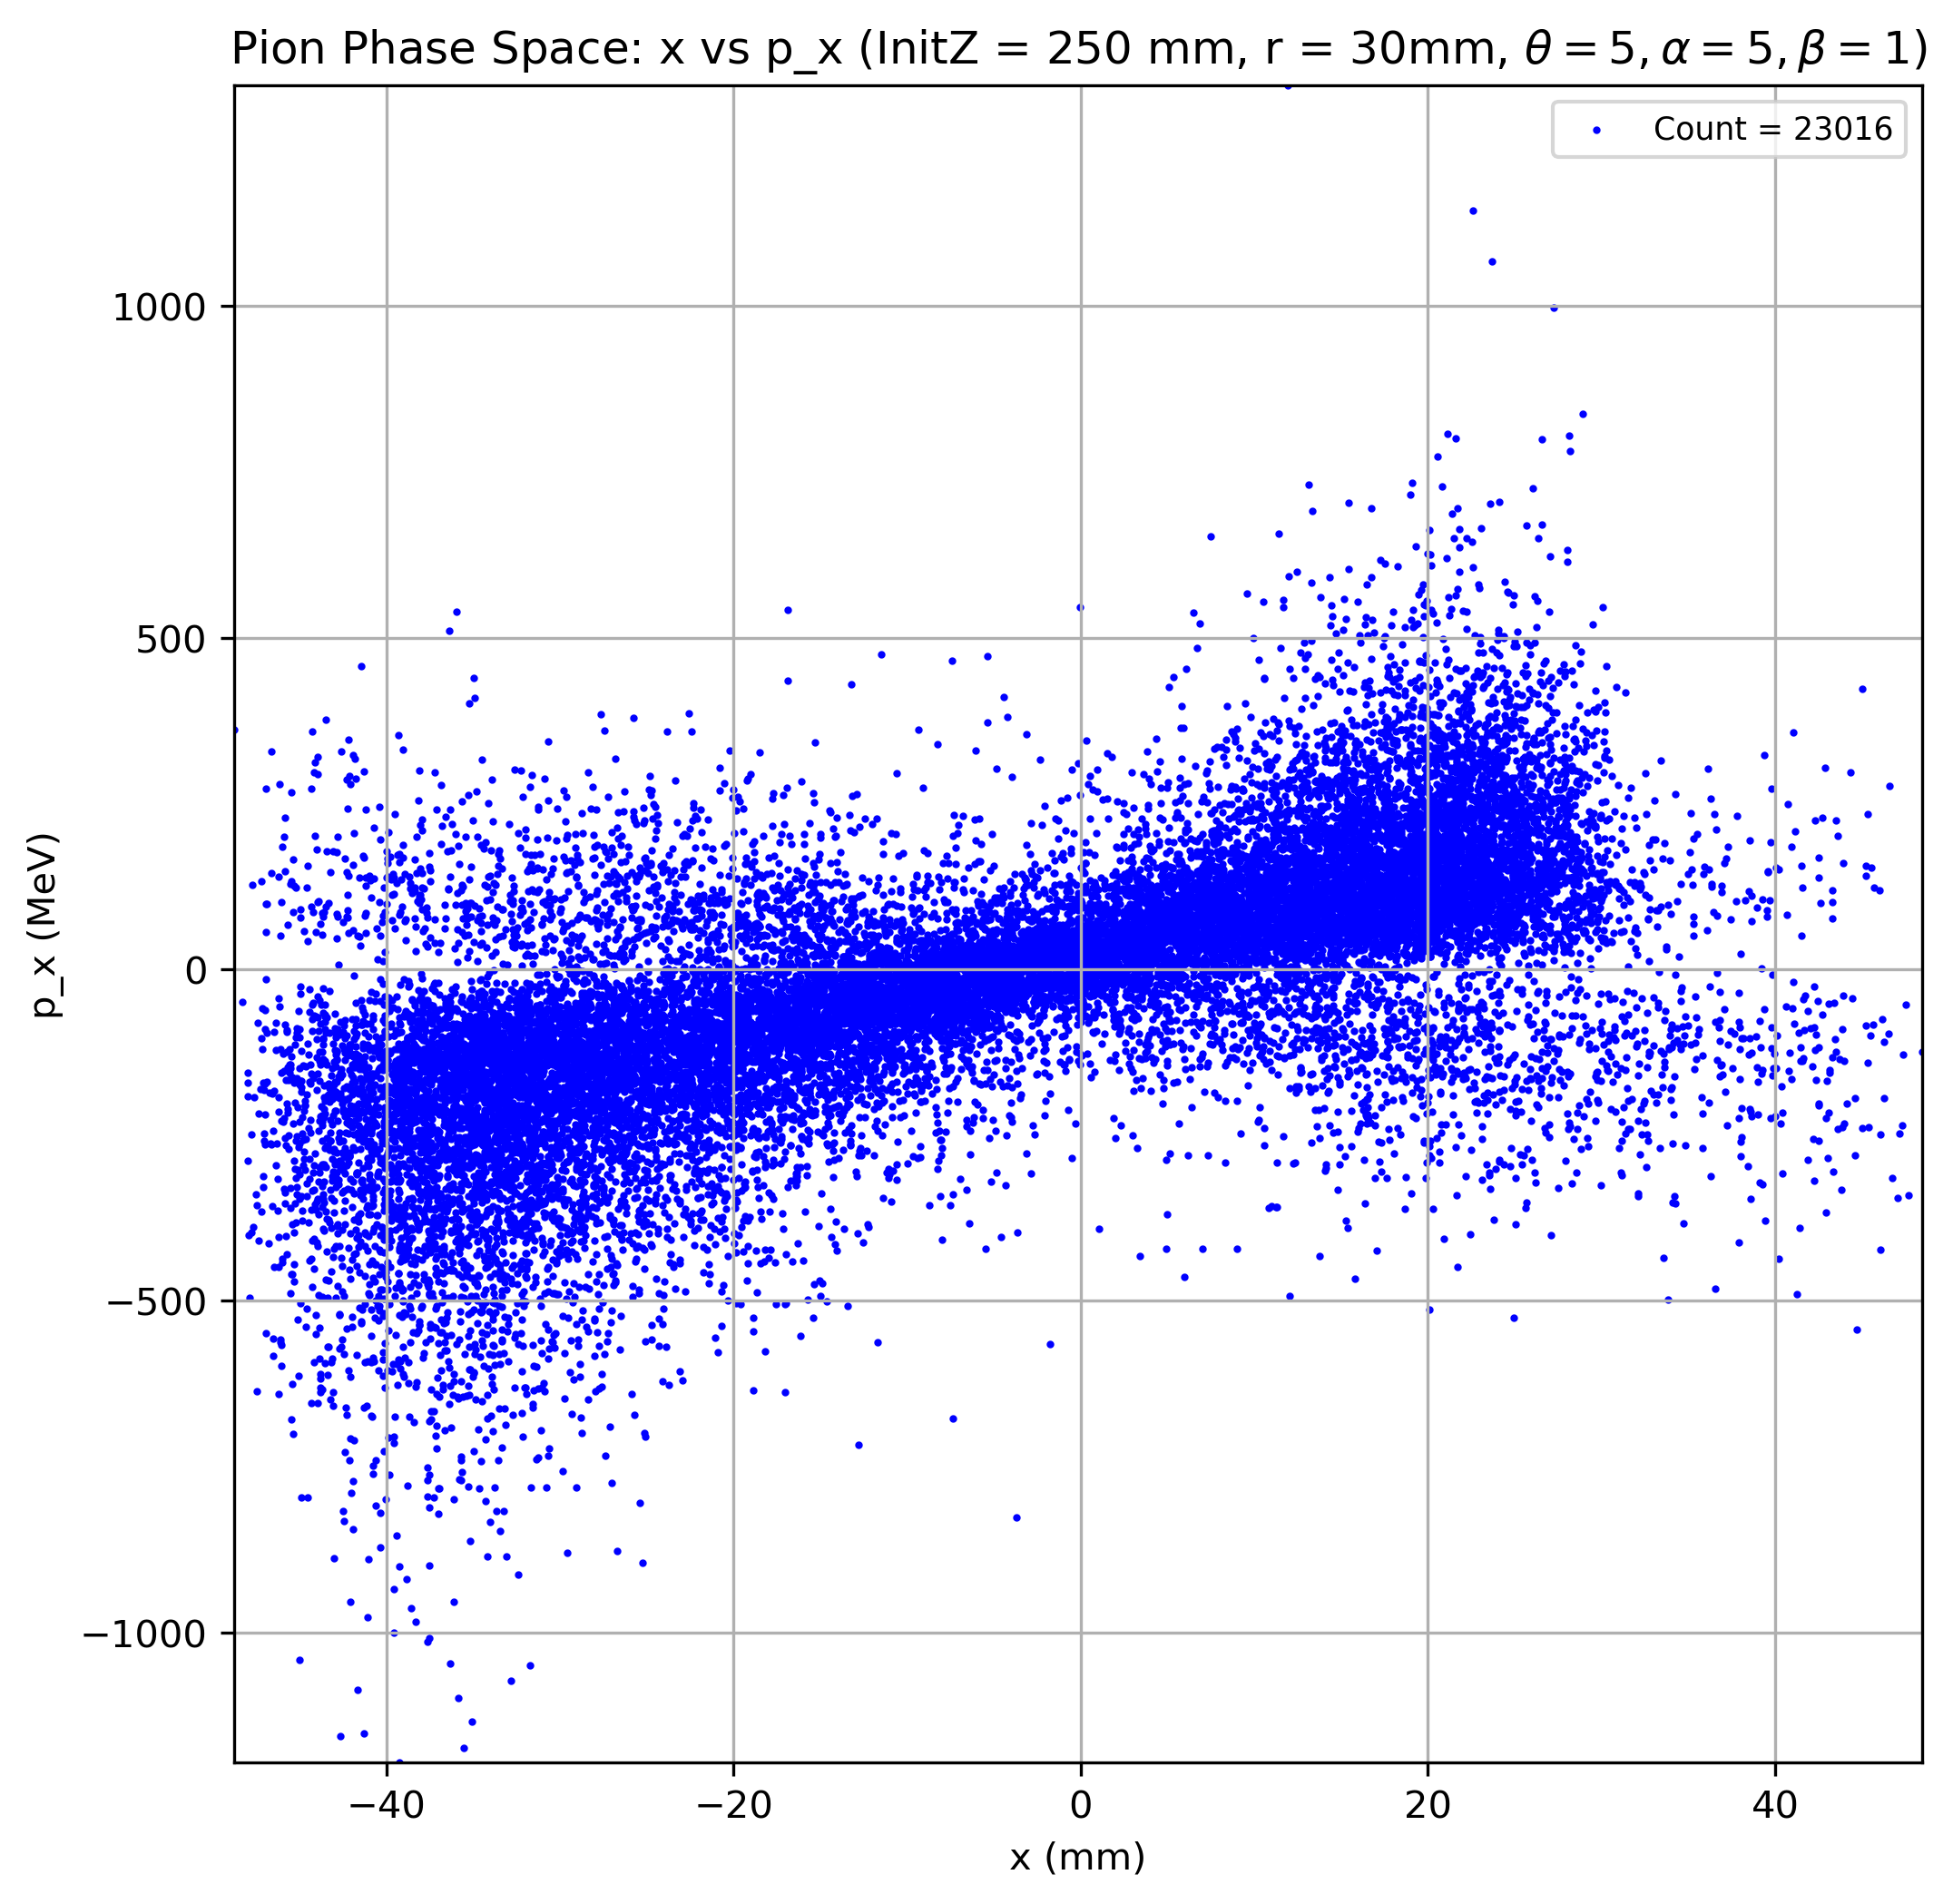 Pion Phase Space: x vs p_x (InitZ = 250 mm, r = 30mm, θ = 5, α = 5, β = 1)
Count = 23016
p_x (MeV)
1000
500
0
−500
−1000
−40
−20
0
20
40
x (mm)